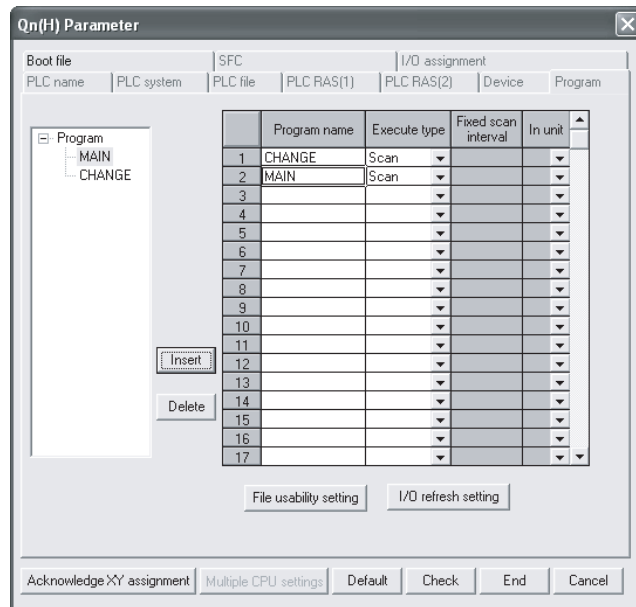 Qn(H) Parameter
Boot file SFC I/O assignment
PLC name PLC system PLC file PLC RAS(1) PLC RAS(2) Device Program
Program
MAIN
CHANGE
Program name Execute type Fixed scan interval In unit
1 CHANGE Scan
2 MAIN Scan
3
4
5
6
7
8
9
10
11
12
13
14
15
16
17
Insert
Delete
File usability setting I/O refresh setting
Acknowledge XY assignment Multiple CPU settings Default Check End Cancel